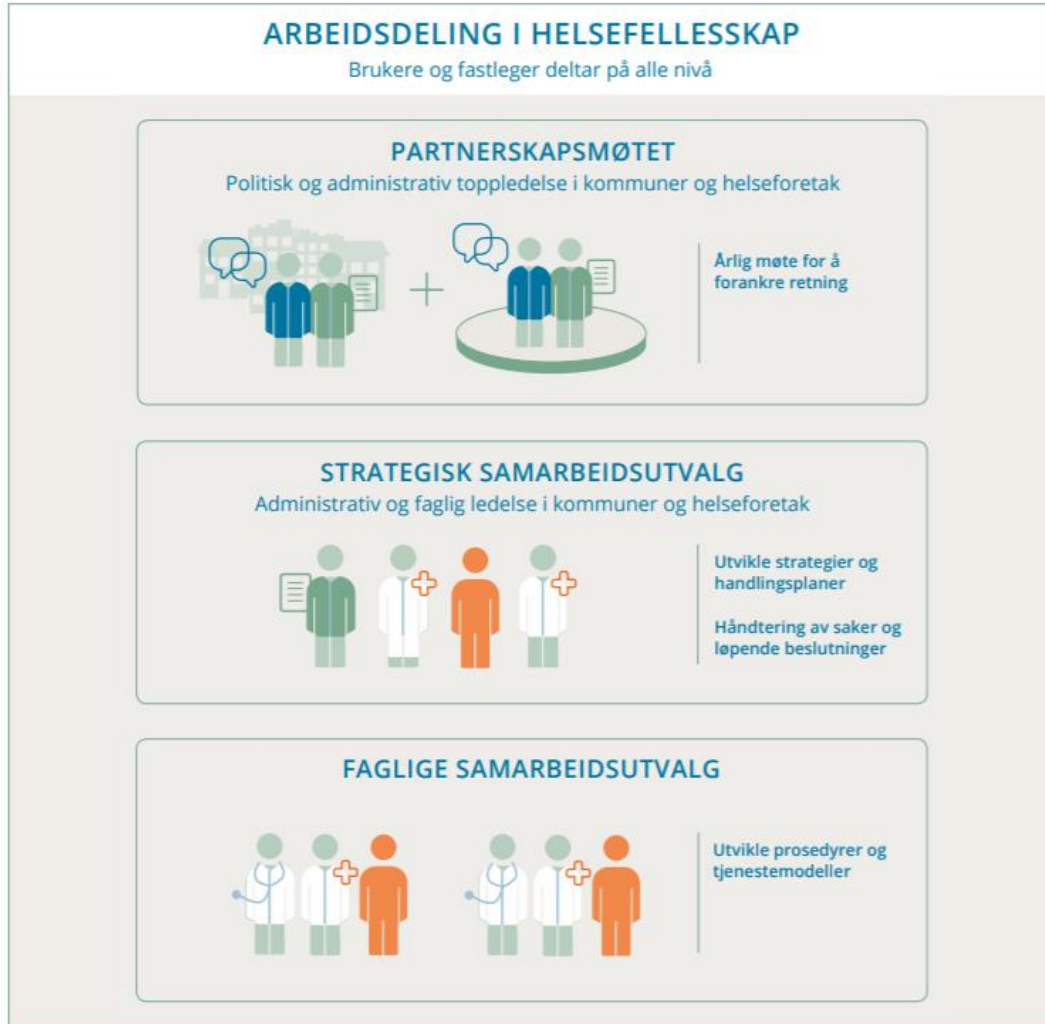 ARBEIDSDELING I HELSEFELLESSKAP
Brukere og fastleger deltar på alle nivå
PARTNERSKAPSMØTET
Politisk og administrativ toppledelse i kommuner og helseforetak
Årlig møte for å
forankre retning
STRATEGISK SAMARBEIDSUTVALG
Administrativ og faglig ledelse i kommuner og helseforetak
Utvikle strategier og
handlingsplaner
Håndtering av saker og
løpende beslutninger
FAGLIGE SAMARBEIDSUTVALG
Utvikle prosedyrer og
tjenestemodeller